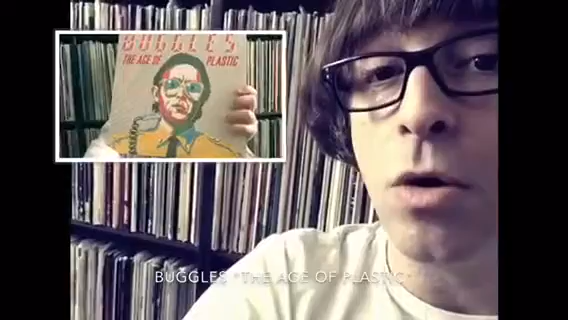 BUGGLES
THE AGE OF PLASTIC
BUGGLES "THE AGE OF PLASTIC"